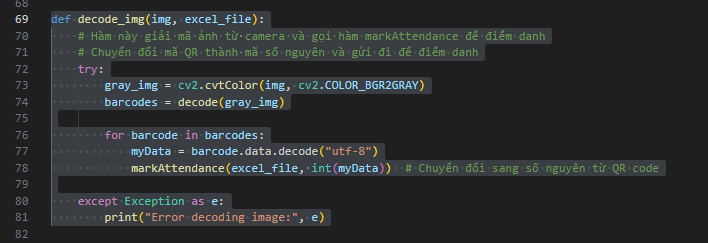 68
69 def decode_img(img, excel_file):
70 # Hàm này giải mã ảnh từ camera và gọi hàm markAttendance để điểm danh
71 # Chuyển đổi mã QR thành mã số nguyên và gửi đi để điểm danh
72 try:
73 gray_img = cv2.cvtColor(img, cv2.COLOR_BGR2GRAY)
74 barcodes = decode(gray_img)
75
76 for barcode in barcodes:
77 myData = barcode.data.decode("utf-8")
78 markAttendance(excel_file, int(myData)) # Chuyển đổi sang số nguyên từ QR code
79
80 except Exception as e:
81 print("Error decoding image:", e)
82